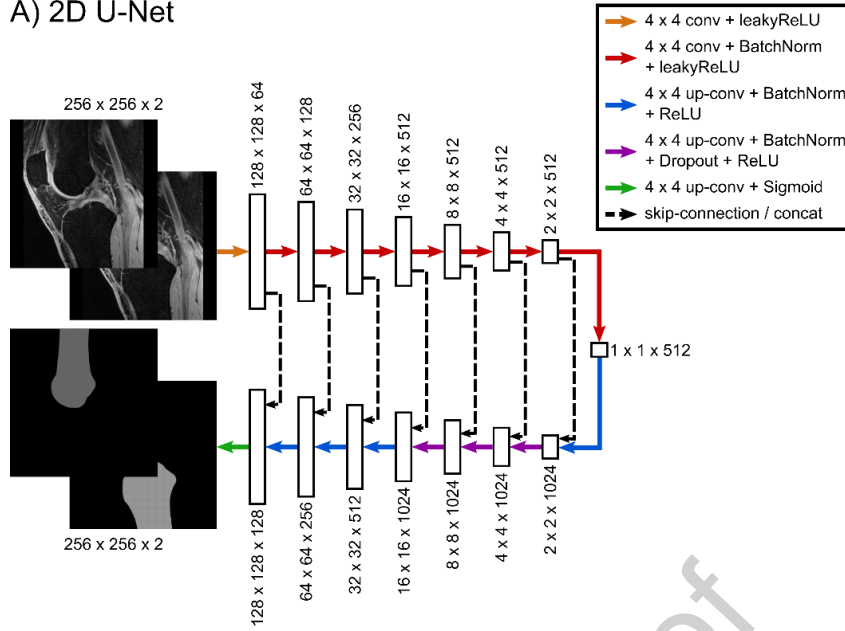 A) 2D U-Net
4 x 4 conv + leakyReLU
4 x 4 conv + BatchNorm
+ leakyReLU
4 x 4 up-conv + BatchNorm
+ ReLU
4 x 4 up-conv + BatchNorm
+ Dropout + ReLU
4 x 4 up-conv + Sigmoid
skip-connection / concat
256 x 256 x 2
128 x 128 x 64
64 x 64 x 128
32 x 32 x 256
16 x 16 x 512
8 x 8 x 512
4 x 4 x 512
2 x 2 x 512
1 x 1 x 512
256 x 256 x 2
128 x 128 x 128
64 x 64 x 256
32 x 32 x 512
16 x 16 x 1024
8 x 8 x 1024
4 x 4 x 1024
2 x 2 x 1024